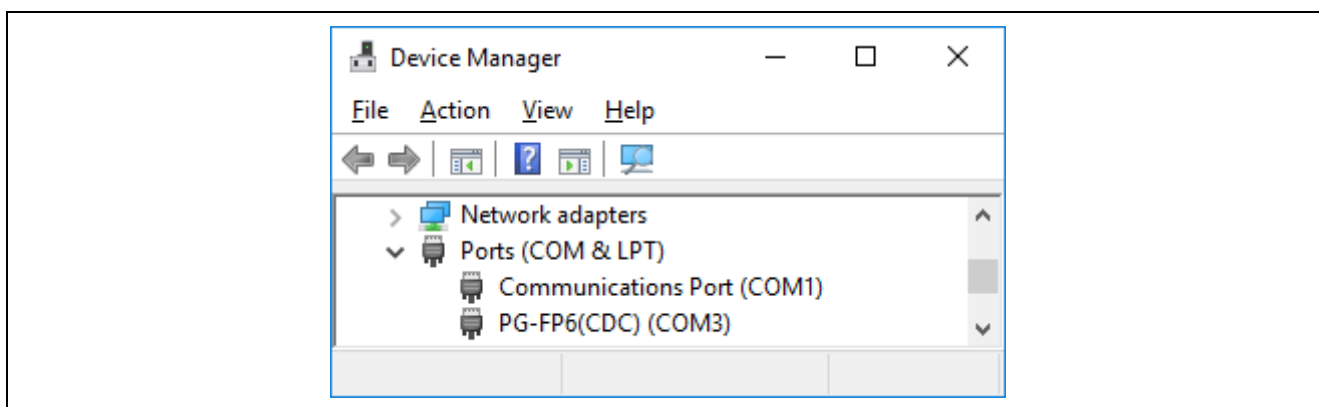 Device Manager
File Action View Help
Network adapters
Ports (COM & LPT)
Communications Port (COM1)
PG-FP6(CDC) (COM3)